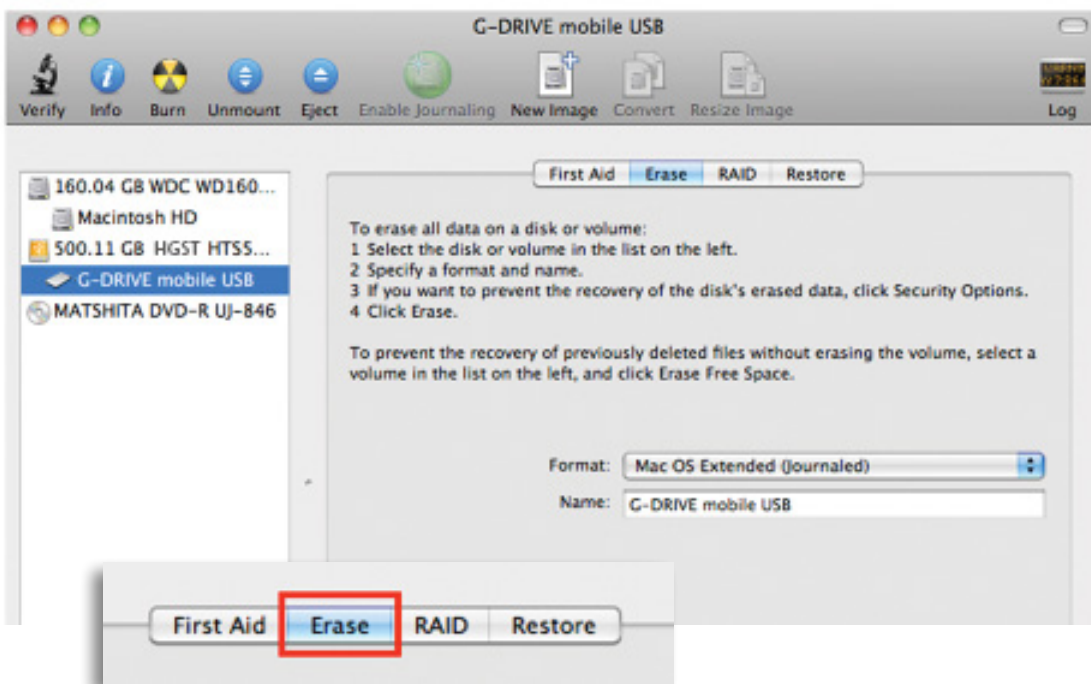 G-DRIVE mobile USB
Verify Info Burn Unmount Eject Enable Journaling New Image Convert Resize Image Log
First Aid Erase RAID Restore
160.04 GB WDC WD160...
Macintosh HD
500.11 GB HGST HTS5...
G-DRIVE mobile USB
MATSHITA DVD-R UJ-846
To erase all data on a disk or volume:
1 Select the disk or volume in the list on the left.
2 Specify a format and name.
3 If you want to prevent the recovery of the disk's erased data, click Security Options.
4 Click Erase.
To prevent the recovery of previously deleted files without erasing the volume, select a
volume in the list on the left, and click Erase Free Space.
Format: Mac OS Extended (Journaled)
Name: G-DRIVE mobile USB
First Aid Erase RAID Restore